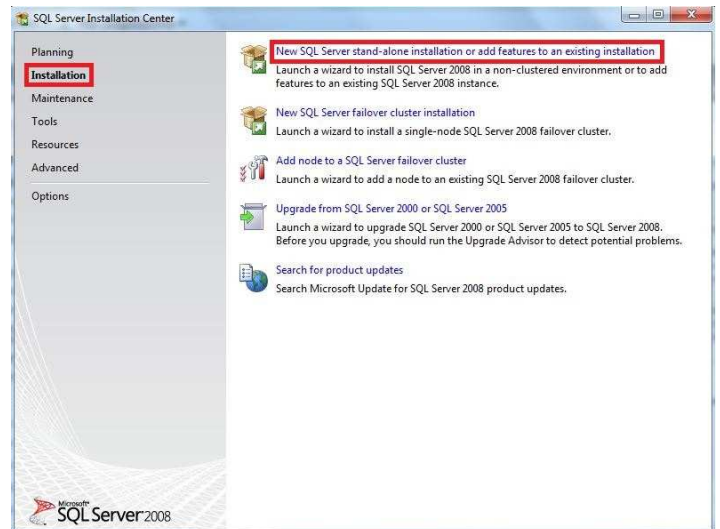 SQL Server Installation Center
Planning
Installation
Maintenance
Tools
Resources
Advanced
Options
New SQL Server stand-alone installation or add features to an existing installation
Launch a wizard to install SQL Server 2008 in a non-clustered environment or to add
features to an existing SQL Server 2008 instance.
New SQL Server failover cluster installation
Launch a wizard to install a single-node SQL Server 2008 failover cluster.
Add node to a SQL Server failover cluster
Launch a wizard to add a node to an existing SQL Server 2008 failover cluster.
Upgrade from SQL Server 2000 or SQL Server 2005
Launch a wizard to upgrade SQL Server 2000 or SQL Server 2005 to SQL Server 2008.
Before you upgrade, you should run the Upgrade Advisor to detect potential problems.
Search for product updates
Search Microsoft Update for SQL Server 2008 product updates.
Microsoft
SQL Server 2008